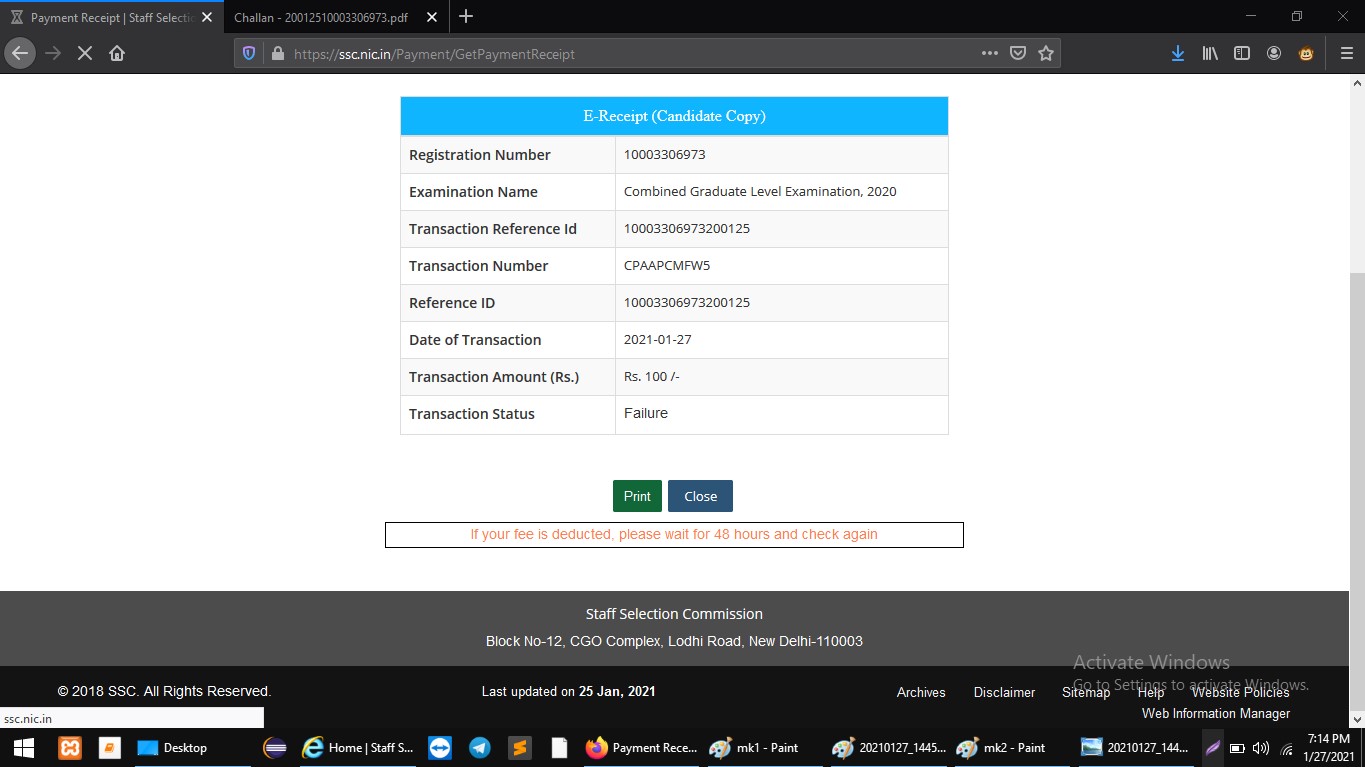 Payment Receipt | Staff Selectic
Challan - 20012510003306973.pdf
https://ssc.nic.in/Payment/GetPaymentReceipt
E-Receipt (Candidate Copy)
Registration Number 10003306973
Examination Name Combined Graduate Level Examination, 2020
Transaction Reference Id 10003306973200125
Transaction Number CPAAPCMFW5
Reference ID 10003306973200125
Date of Transaction 2021-01-27
Transaction Amount (Rs.) Rs. 100 /-
Transaction Status Failure
Print Close
If your fee is deducted, please wait for 48 hours and check again
Staff Selection Commission
Block No-12, CGO Complex, Lodhi Road, New Delhi-110003
Activate Windows
Go to Settings to activate Windows.
© 2018 SSC. All Rights Reserved.
Last updated on 25 Jan, 2021
Archives Disclaimer Sitemap Help Website Policies
Web Information Manager
ssc.nic.in
Desktop
Home | Staff S...
Payment Rece...
mk1 - Paint
20210127_1445...
mk2 - Paint
20210127_144...
7:14 PM
1/27/2021